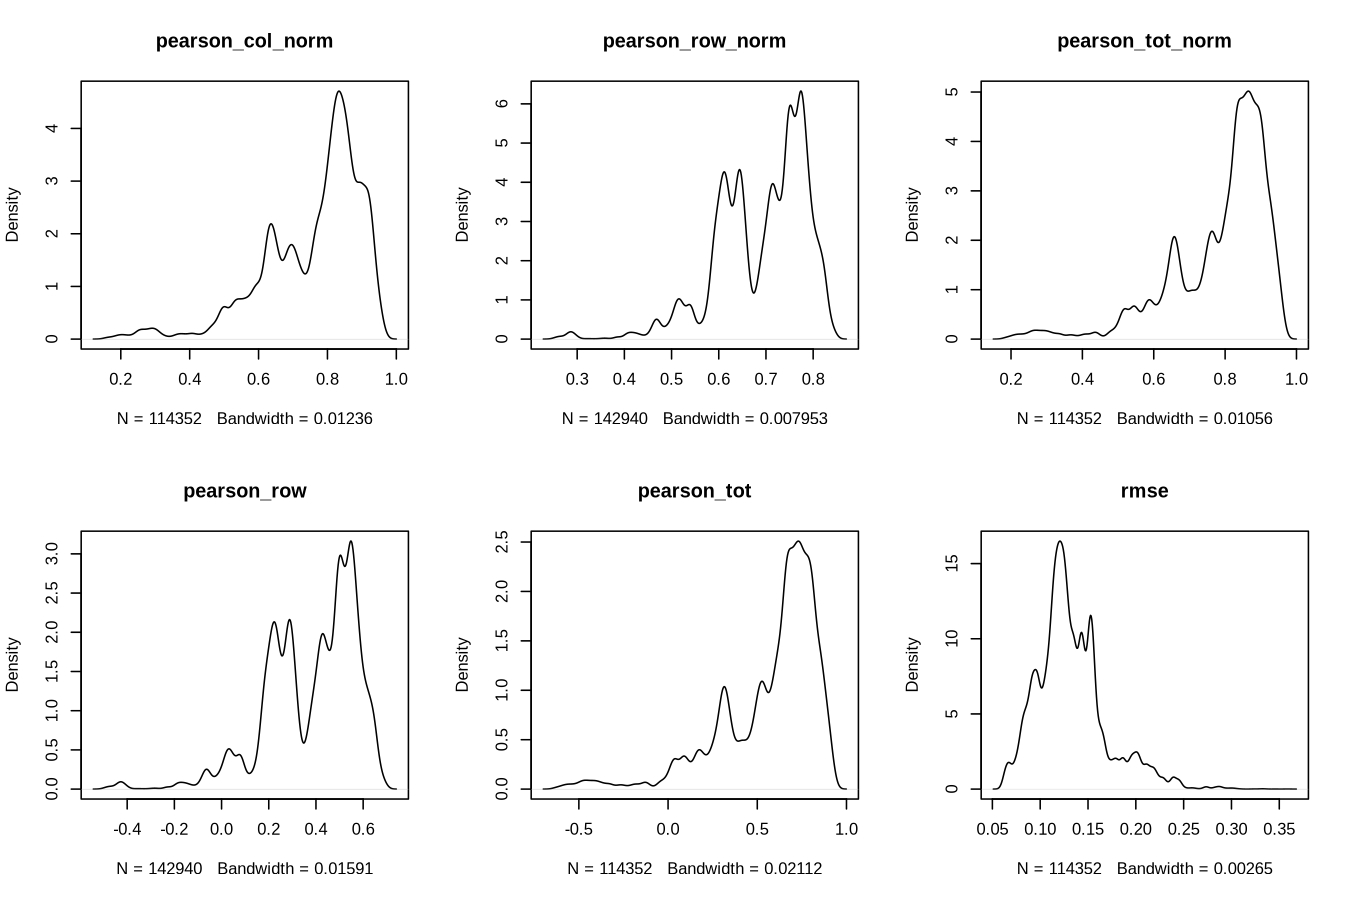 pearson_col_norm
Density
0 1 2 3 4
0.2 0.4 0.6 0.8 1.0
N = 114352 Bandwidth = 0.01236
pearson_row_norm
Density
0 1 2 3 4 5 6
0.3 0.4 0.5 0.6 0.7 0.8
N = 142940 Bandwidth = 0.007953
pearson_tot_norm
Density
0 1 2 3 4 5
0.2 0.4 0.6 0.8 1.0
N = 114352 Bandwidth = 0.01056
pearson_row
Density
0.0 0.5 1.0 1.5 2.0 2.5 3.0
-0.4 -0.2 0.0 0.2 0.4 0.6
N = 142940 Bandwidth = 0.01591
pearson_tot
Density
0.0 0.5 1.0 1.5 2.0 2.5
-0.5 0.0 0.5 1.0
N = 114352 Bandwidth = 0.02112
rmse
Density
0 5 10 15
0.05 0.10 0.15 0.20 0.25 0.30 0.35
N = 114352 Bandwidth = 0.00265